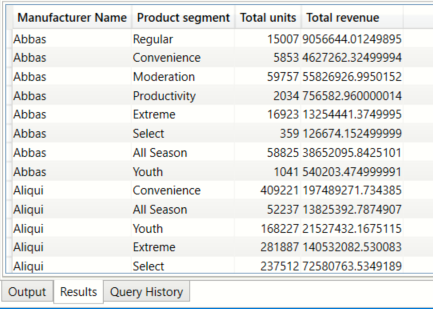 Manufacturer Name Product segment Total units Total revenue
Abbas Regular 15007 9056644.01249895
Abbas Convenience 5853 4627262.32499994
Abbas Moderation 59757 55826926.9950152
Abbas Productivity 2034 756582.960000014
Abbas Extreme 16923 13254441.3749995
Abbas Select 359 126674.152499999
Abbas All Season 58825 38652095.8425101
Abbas Youth 1041 540203.474999991
Aliqui Convenience 409221 197489271.734385
Aliqui All Season 52237 13825392.7874907
Aliqui Youth 168227 21527432.1675115
Aliqui Extreme 281887 140532082.530083
Aliqui Select 237512 72580763.5349189
Output Results Query History